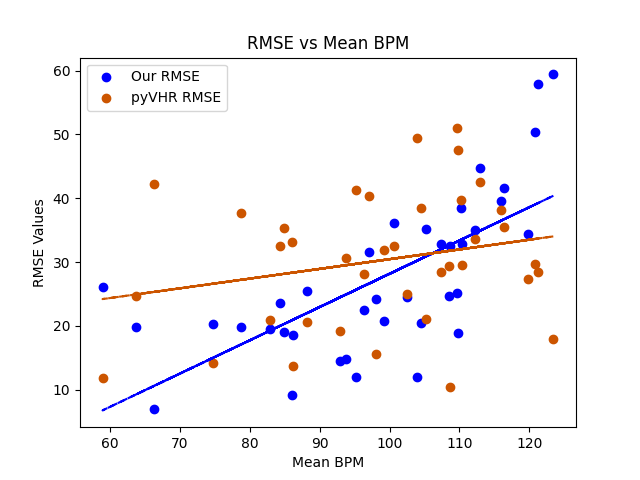 RMSE vs Mean BPM
Our RMSE
pyVHR RMSE
RMSE Values
60
50
40
30
20
10
60 70 80 90 100 110 120
Mean BPM